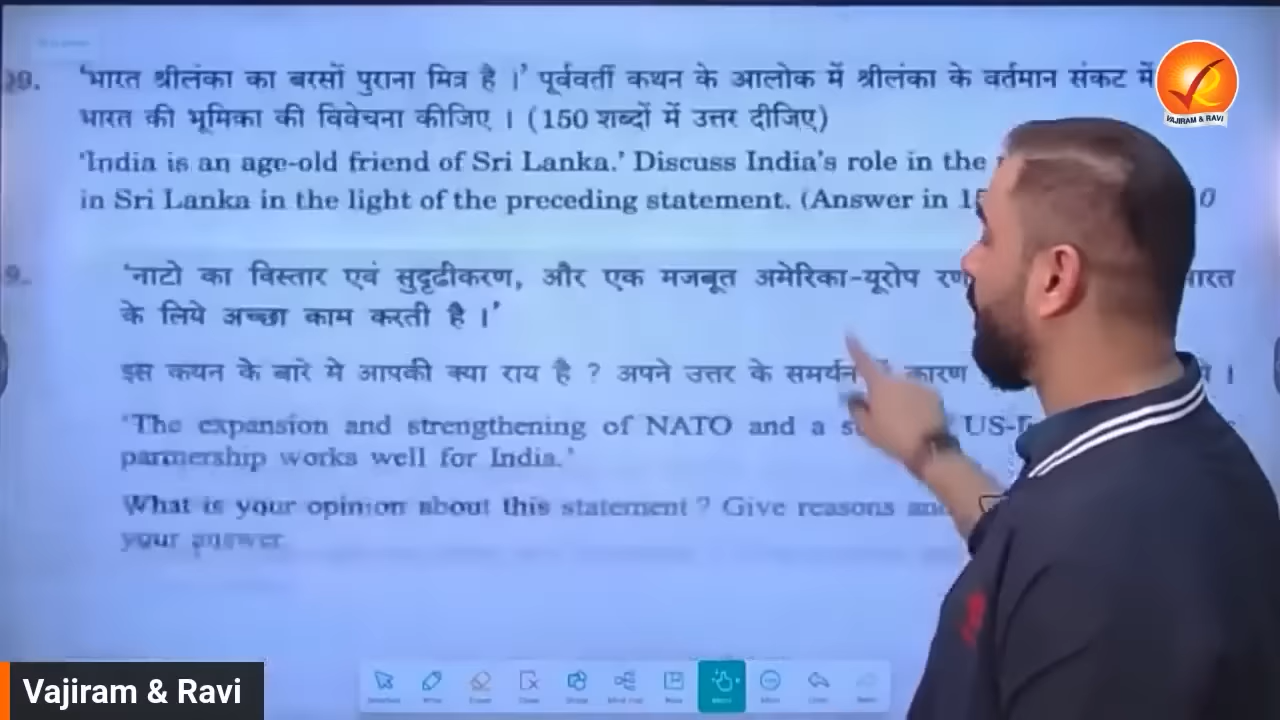 'भारत श्रीलंका का बरसों पुराना मित्र है ।' पूर्ववर्ती कथन के आलोक में श्रीलंका के वर्तमान संकट में
भारत की भूमिका की विवेचना कीजिए । (150 शब्दों में उत्तर दीजिए)
'India is an age-old friend of Sri Lanka.' Discuss India's role in the
in Sri Lanka in the light of the preceding statement. (Answer in
9. 'नाटो का विस्तार एवं सुदृढीकरण, और एक मजबूत अमेरिका-यूरोप
के लिये अच्छा काम करती है ।'
इस कथन के बारे मे आपकी क्या राय है ? अपने उत्तर के समर्थन कारण
'The expansion and strengthening of NATO and a US-
partnership works well for India.'
What is your opinion about this statement ? Give reasons
your answer.
VAJIRAM & RAVI
Vajiram & Ravi